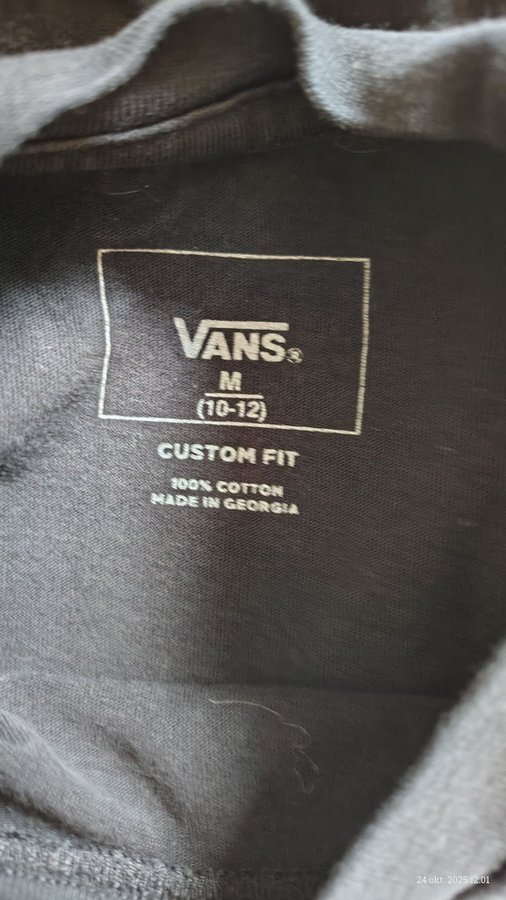 VANS®
M
(10-12)
CUSTOM FIT
100% COTTON
MADE IN GEORGIA
24 okt. 2025 12:01